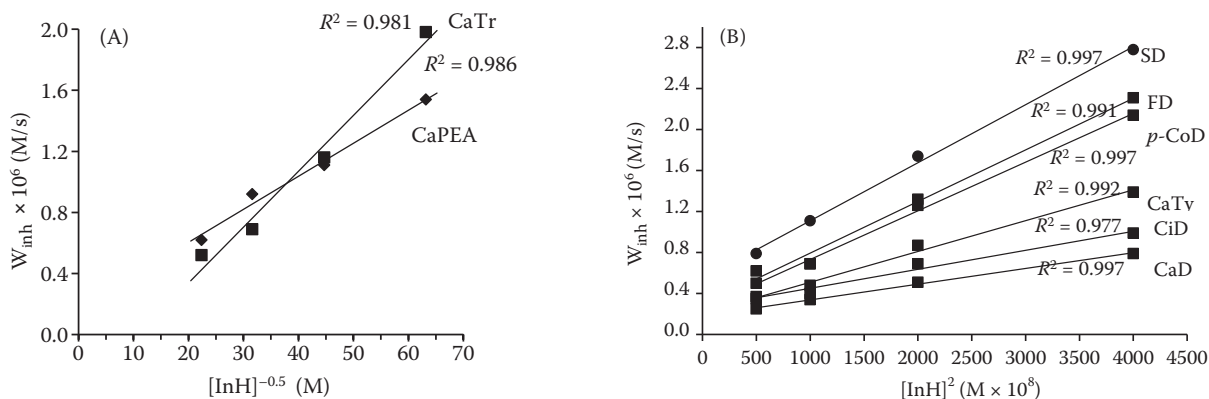 (A)
R² = 0.981
CaTr
R² = 0.986
CaPEA
W_inh × 10⁶ (M/s)
2.0
1.6
1.2
0.8
0.4
0.0
0 10 20 30 40 50 60 70
[InH]⁻⁰·⁵ (M)
(B)
R² = 0.997
SD
R² = 0.991
FD
p-CoD
R² = 0.997
R² = 0.992
CaTv
R² = 0.977
CiD
R² = 0.997
CaD
W_inh × 10⁶ (M/s)
2.8
2.4
2.0
1.6
1.2
0.8
0.4
0.0
0 500 1000 1500 2000 2500 3000 3500 4000 4500
[InH]² (M × 10⁸)